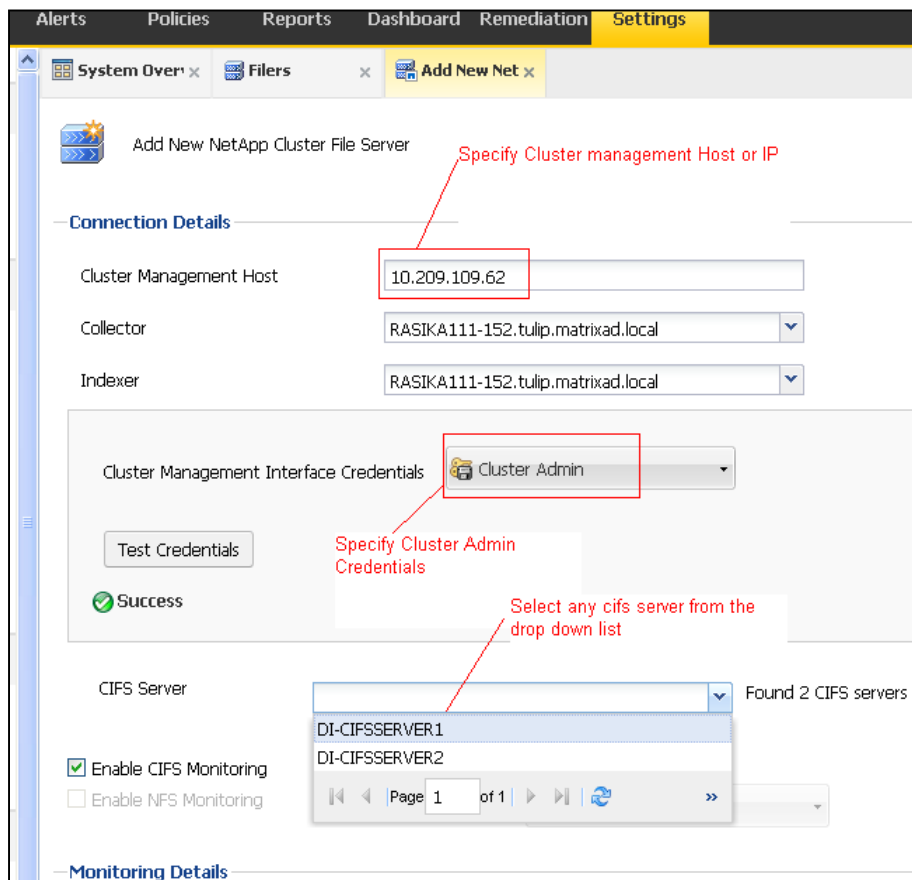 Alerts Policies Reports Dashboard Remediation Settings
System Over
Filers
Add New Net
Add New NetApp Cluster File Server
Specify Cluster management Host or IP
Connection Details
Cluster Management Host
10.209.109.62
Collector
RASIKA111-152.tulip.matrixad.local
Indexer
RASIKA111-152.tulip.matrixad.local
Cluster Management Interface Credentials
Cluster Admin
Test Credentials
Specify Cluster Admin
Credentials
Success
Select any cifs server from the
drop down list
CIFS Server
Found 2 CIFS servers
DI-CIFSSERVER1
DI-CIFSSERVER2
Enable CIFS Monitoring
Enable NFS Monitoring
Page 1 of 1
Monitoring Details